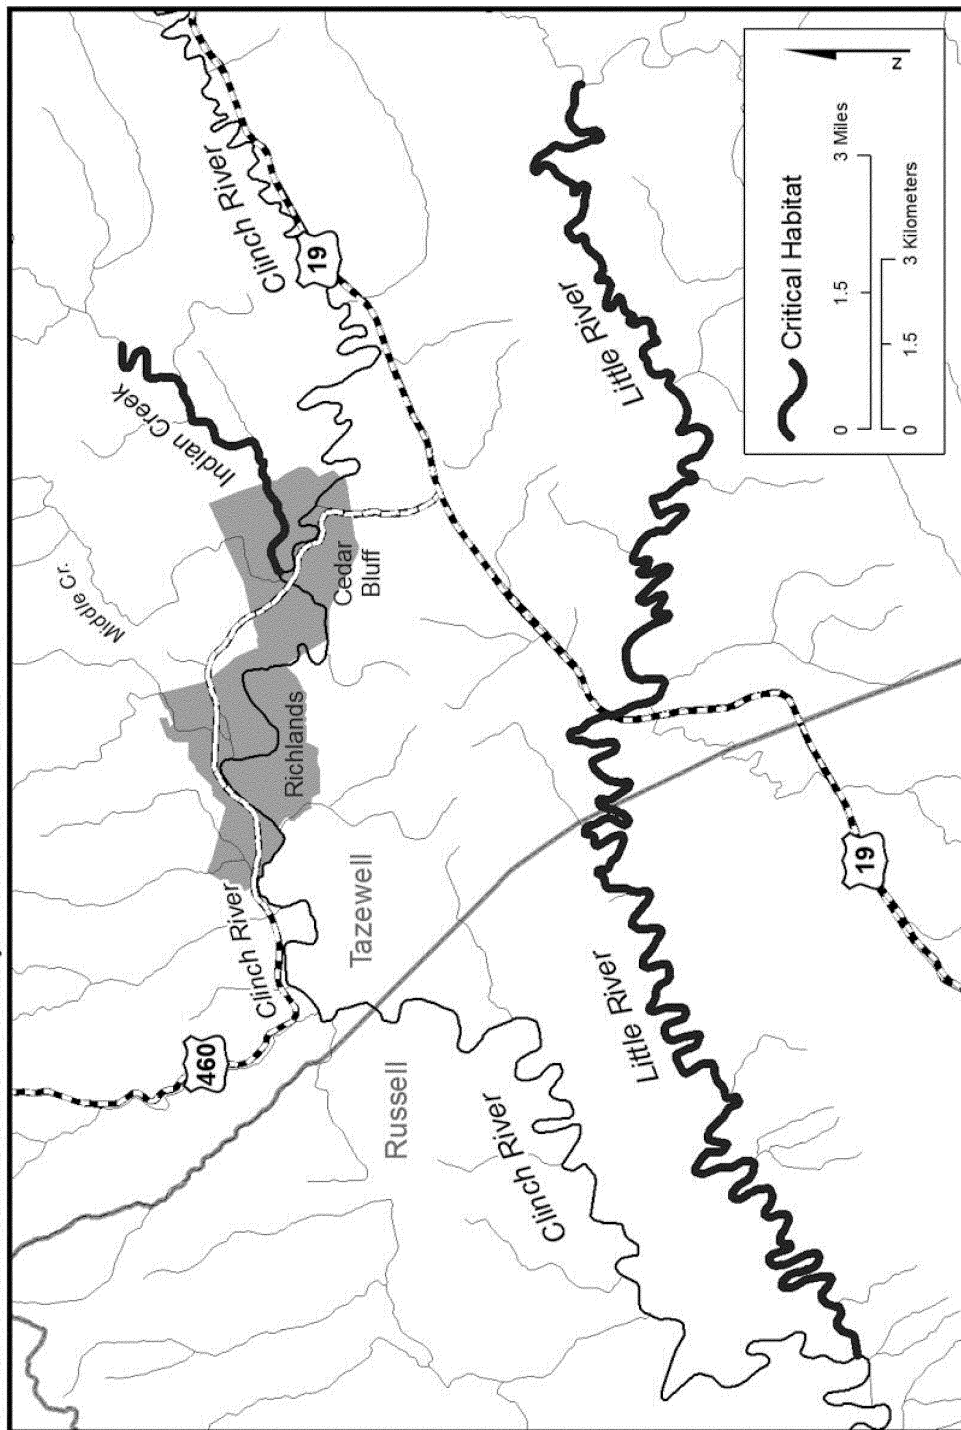 Middle Cr.
Indian Creek
460
Clinch River
Clinch River
Richlands
19
Cedar
Bluff
Tazewell
Russell
Clinch River
Little River
Little River
19
Critical Habitat
0
1.5
3 Miles
0
1.5
3 Kilometers
N